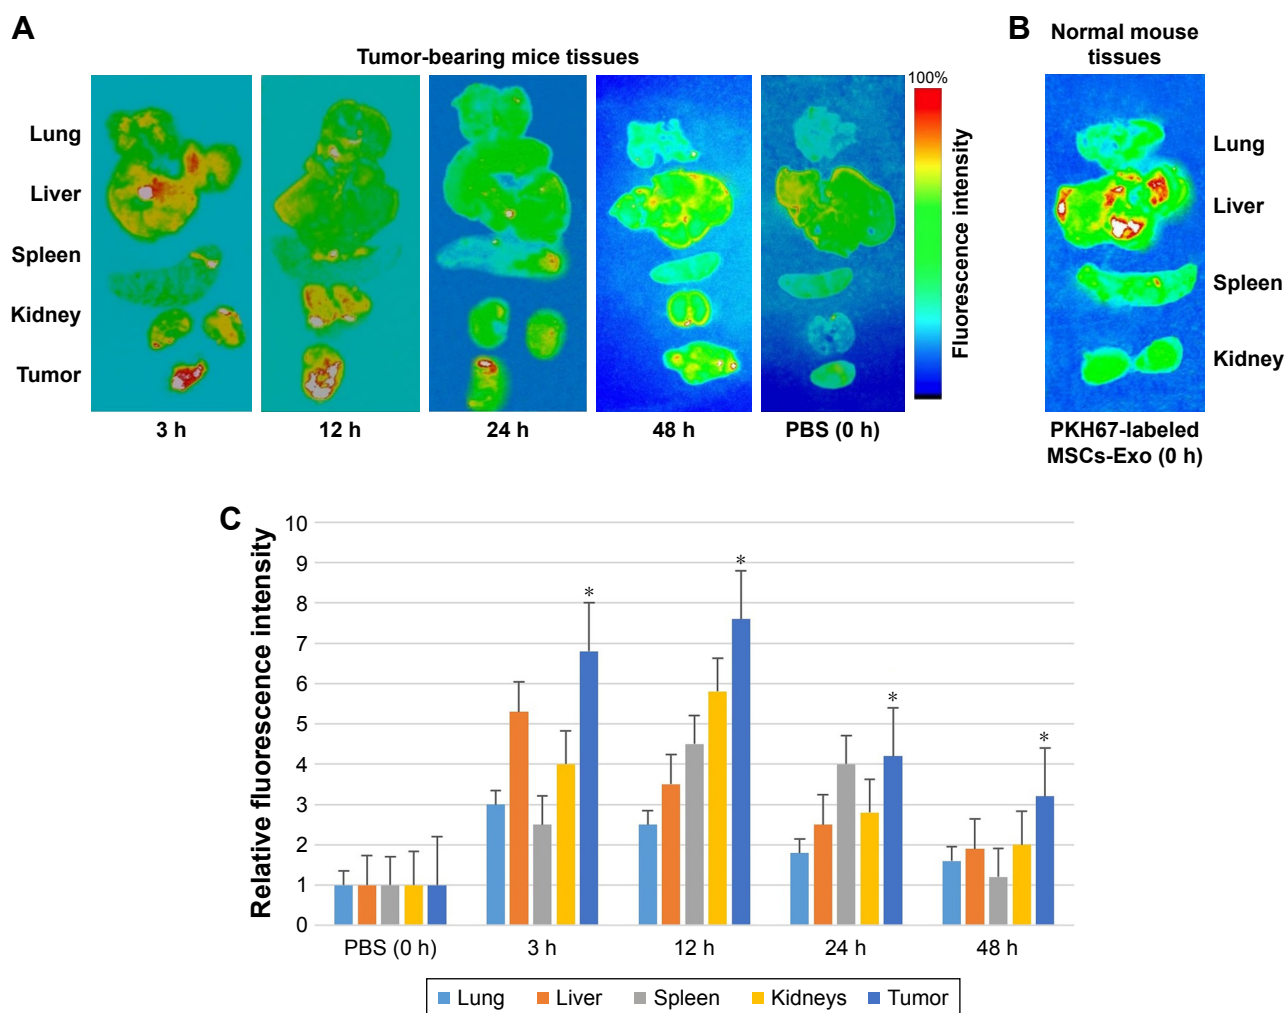 A
Tumor-bearing mice tissues
Lung
Liver
Spleen
Kidney
Tumor
3 h
12 h
24 h
48 h
PBS (0 h)
100%
Fluorescence intensity
B
Normal mouse
tissues
Lung
Liver
Spleen
Kidney
PKH67-labeled
MSCs-Exo (0 h)
C
Relative fluorescence intensity
10
9
8
7
6
5
4
3
2
1
0
*
*
*
*
PBS (0 h)
3 h
12 h
24 h
48 h
Lung
Liver
Spleen
Kidneys
Tumor